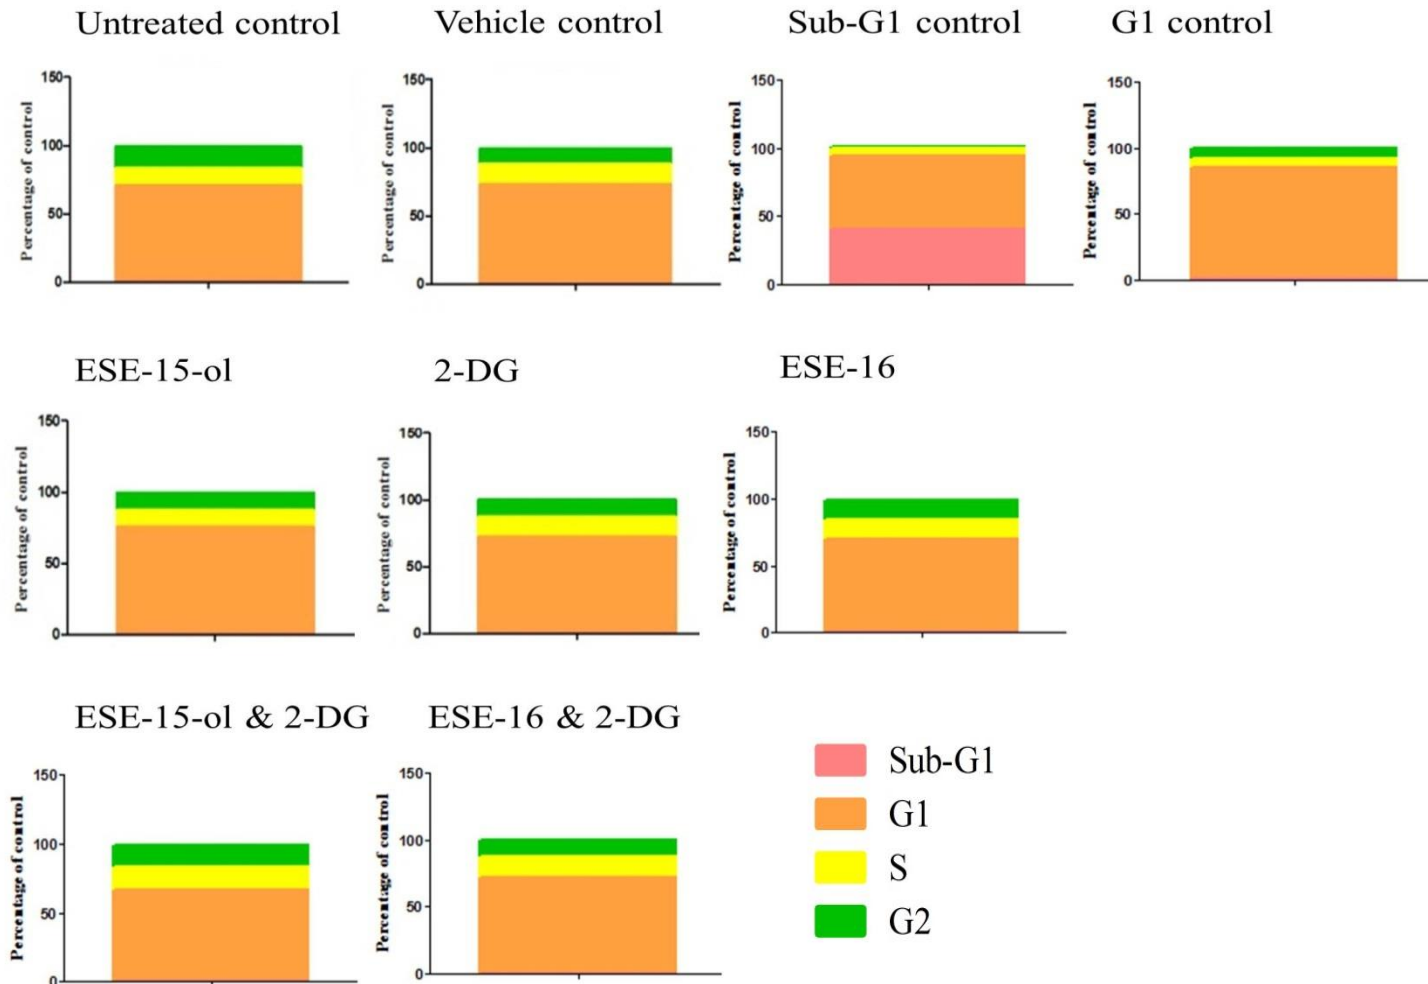 Untreated control
Vehicle control
Sub-G1 control
G1 control
Percentage of control
150
100
50
0
Percentage of control
150
100
50
0
Percentage of control
150
100
50
0
Percentage of control
150
100
50
0
ESE-15-ol
2-DG
ESE-16
Percentage of control
150
100
50
0
Percentage of control
150
100
50
0
Percentage of control
150
100
50
0
ESE-15-ol & 2-DG
ESE-16 & 2-DG
Percentage of control
150
100
50
0
Percentage of control
150
100
50
0
Sub-G1
G1
S
G2